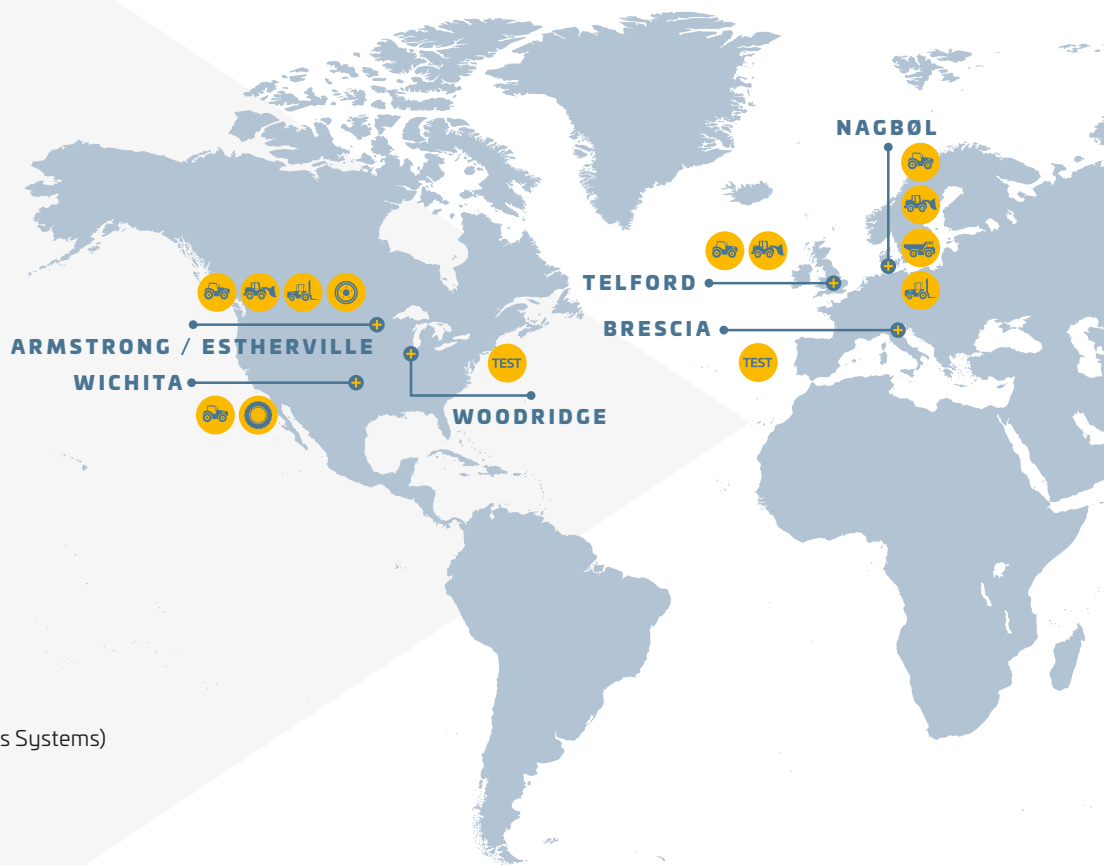 NAGBØL
TELFORD
BRESCIA
TEST
ARMSTRONG / ESTHERVILLE
TEST
WICHITA
WOODRIDGE
s Systems)